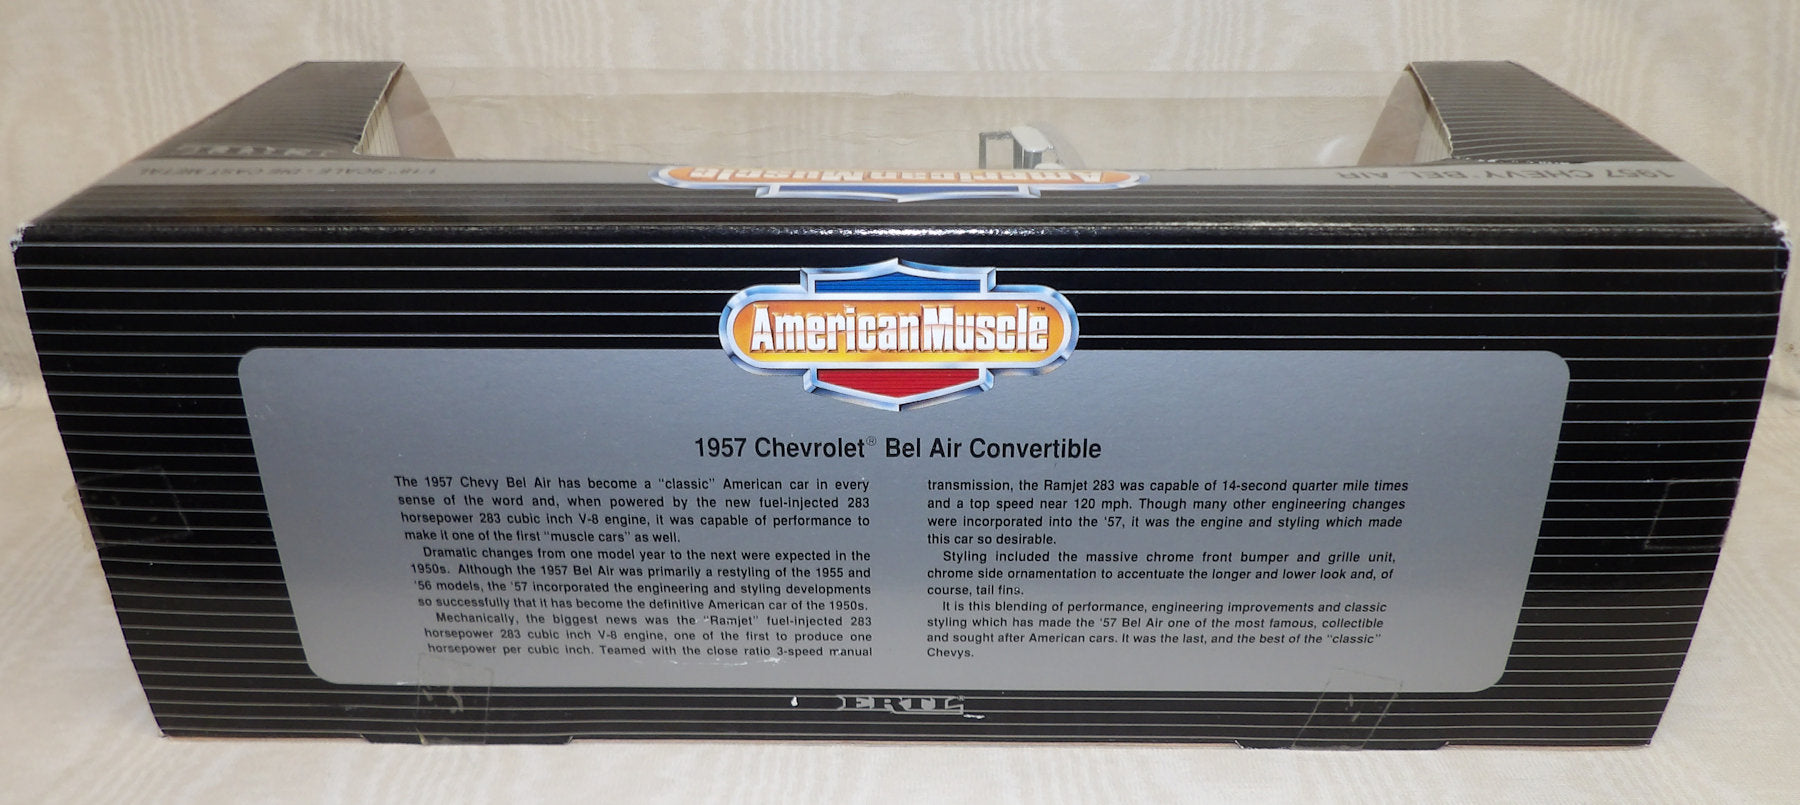 ERTL
1/18" SCALE - DIE CAST METAL
American Muscle
1957 CHEVY BEL AIR
American Muscle™
1957 Chevrolet® Bel Air Convertible
The 1957 Chevy Bel Air has become a "classic" American car in every
sense of the word and, when powered by the new fuel-injected 283
horsepower 283 cubic inch V-8 engine, it was capable of performance to
make it one of the first "muscle cars" as well.
Dramatic changes from one model year to the next were expected in the
1950s. Although the 1957 Bel Air was primarily a restyling of the 1955 and
'56 models, the '57 incorporated the engineering and styling developments
so successfully that it has become the definitive American car of the 1950s.
Mechanically, the biggest news was the "Ramjet" fuel-injected 283
horsepower 283 cubic inch V-8 engine, one of the first to produce one
horsepower per cubic inch. Teamed with the close ratio 3-speed manual
transmission, the Ramjet 283 was capable of 14-second quarter mile times
and a top speed near 120 mph. Though many other engineering changes
were incorporated into the '57, it was the engine and styling which made
this car so desirable.
Styling included the massive chrome front bumper and grille unit,
chrome side ornamentation to accentuate the longer and lower look and, of
course, tail fins.
It is this blending of performance, engineering improvements and classic
styling which has made the '57 Bel Air one of the most famous, collectible
and sought after American cars. It was the last, and the best of the "classic"
Chevys.
ERTL